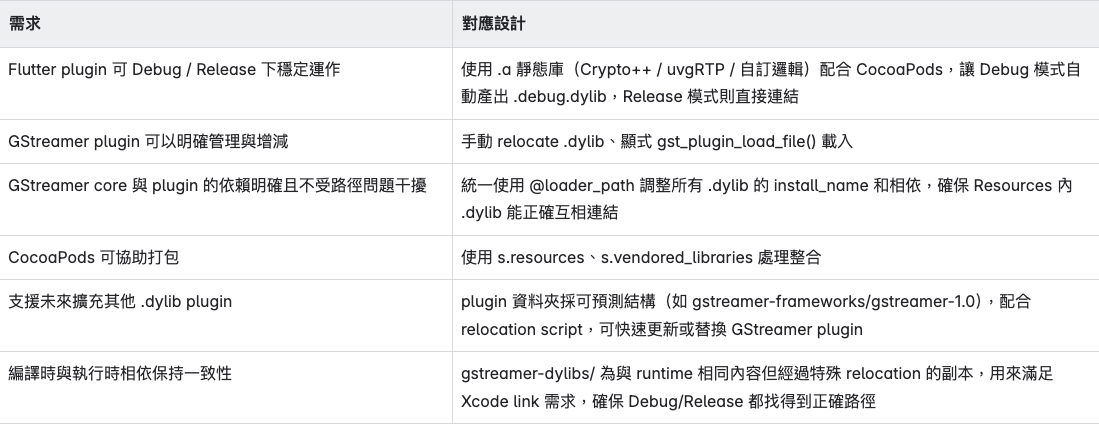 需求
對應設計
Flutter plugin 可 Debug / Release 下穩定運作
使用 .a 靜態庫（Crypto++ / uvgRTP / 自訂邏輯）配合 CocoaPods，讓 Debug 模式自
動產出 .debug.dylib，Release 模式則直接連結
GStreamer plugin 可以明確管理與增減
手動 relocate .dylib、顯式 gst_plugin_load_file() 載入
GStreamer core 與 plugin 的依賴明確且不受路徑問題干擾
統一使用 @loader_path 調整所有 .dylib 的 install_name 和相依，確保 Resources 內
.dylib 能正確互相連結
CocoaPods 可協助打包
使用 s.resources、s.vendored_libraries 處理整合
支援未來擴充其他 .dylib plugin
plugin 資料夾採可預測結構（如 gstreamer-frameworks/gstreamer-1.0），配合
relocation script，可快速更新或替換 GStreamer plugin
編譯時與執行時相依保持一致性
gstreamer-dylibs/ 為與 runtime 相同內容但經過特殊 relocation 的副本，用來滿足
Xcode link 需求，確保 Debug/Release 都找得到正確路徑